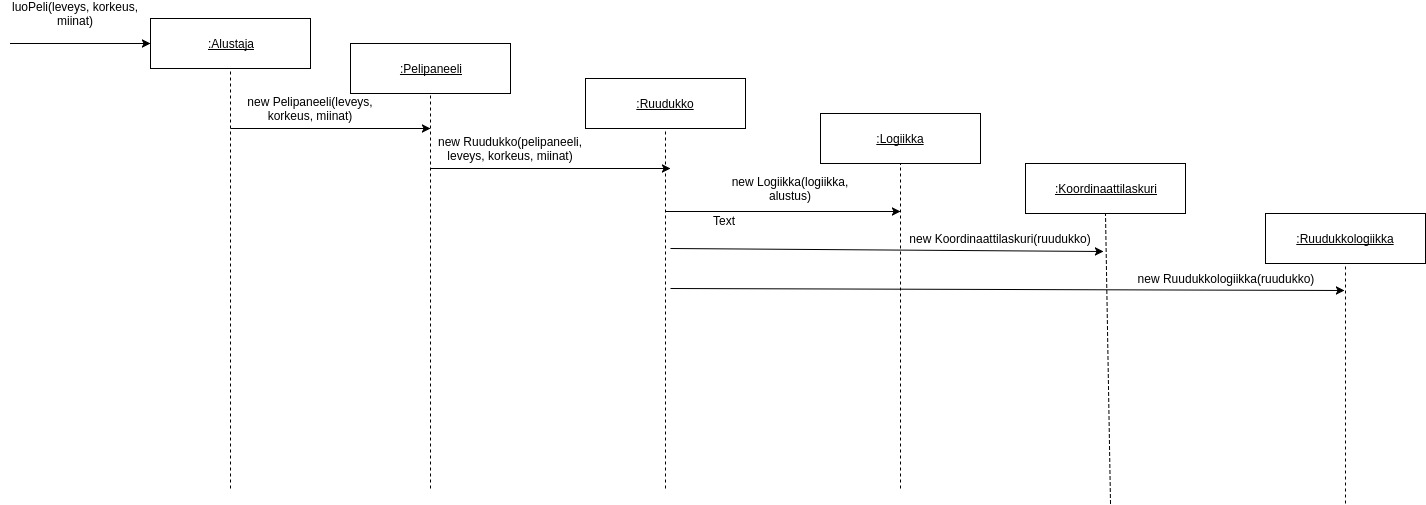 luoPeli(leveys, korkeus,
miinat)
:Alustaja
:Pelipaneeli
:Ruudukko
new Pelipaneeli(leveys,
korkeus, miinat)
:Logiikka
new Ruudukko(pelipaneeli,
leveys, korkeus, miinat)
:Koordinaattilaskuri
new Logiikka(logiikka,
alustus)
Text
:Ruudukkologiikka
new Koordinaattilaskuri(ruudukko)
new Ruudukkologiikka(ruudukko)